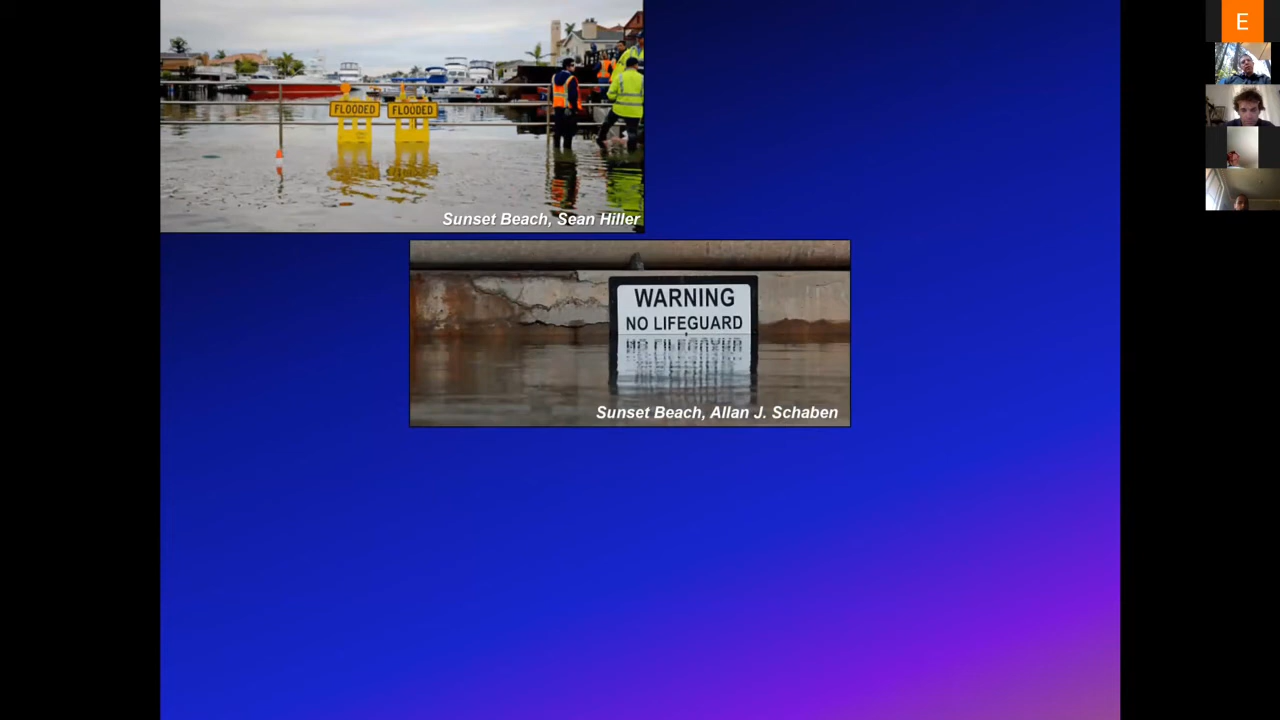 E
FLOODED
FLOODED
Sunset Beach, Sean Hiller
WARNING
NO LIFEGUARD
Sunset Beach, Allan J. Schaben